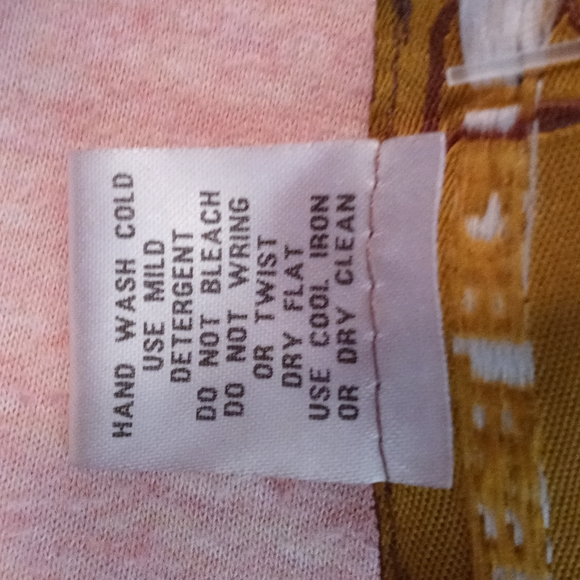 HAND WASH COLD
USE MILD
DETERGENT
DO NOT BLEACH
DO NOT WRING
OR TWIST
DRY FLAT
USE COOL IRON
OR DRY CLEAN